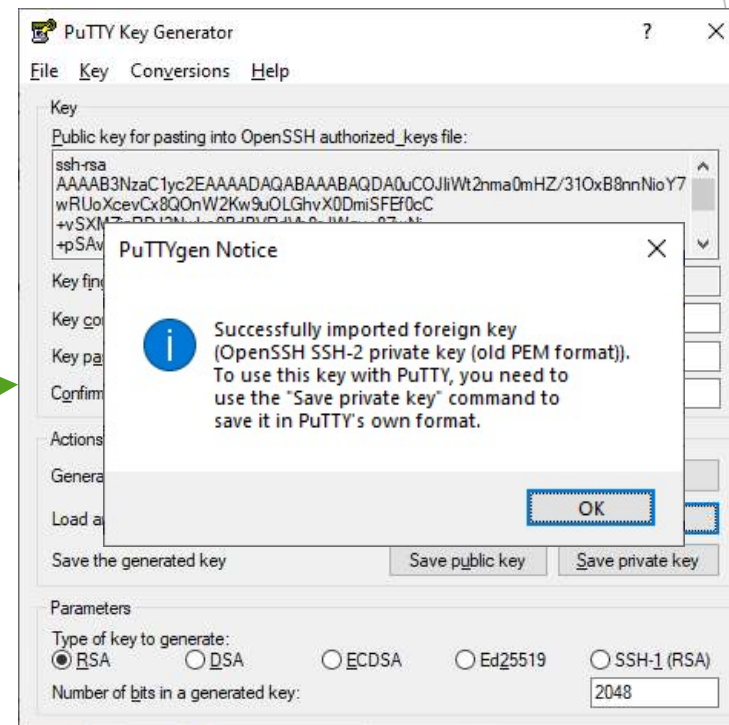 PuTTY Key Generator
?
File Key Conversions Help
Key
Public key for pasting into OpenSSH authorized_keys file:
ssh-rsa
AAAAB3NzaC1yc2EAAAADAQABAAABAQDA0uCOJliWt2nma0mHZ/31OxB8nnNioY7
wRUoXcevCx8QOnW2Kw9uOLGhvX0DmiSFEf0cC
PuTTYgen Notice
Successfully imported foreign key
(OpenSSH SSH-2 private key (old PEM format)).
To use this key with PuTTY, you need to
use the "Save private key" command to
save it in PuTTY's own format.
OK
Key
Key
Key
Actions
Save the generated key
Save public key
Save private key
Parameters
Type of key to generate:
RSA DSA ECDSA Ed25519 SSH-1 (RSA)
Number of bits in a generated key:
2048